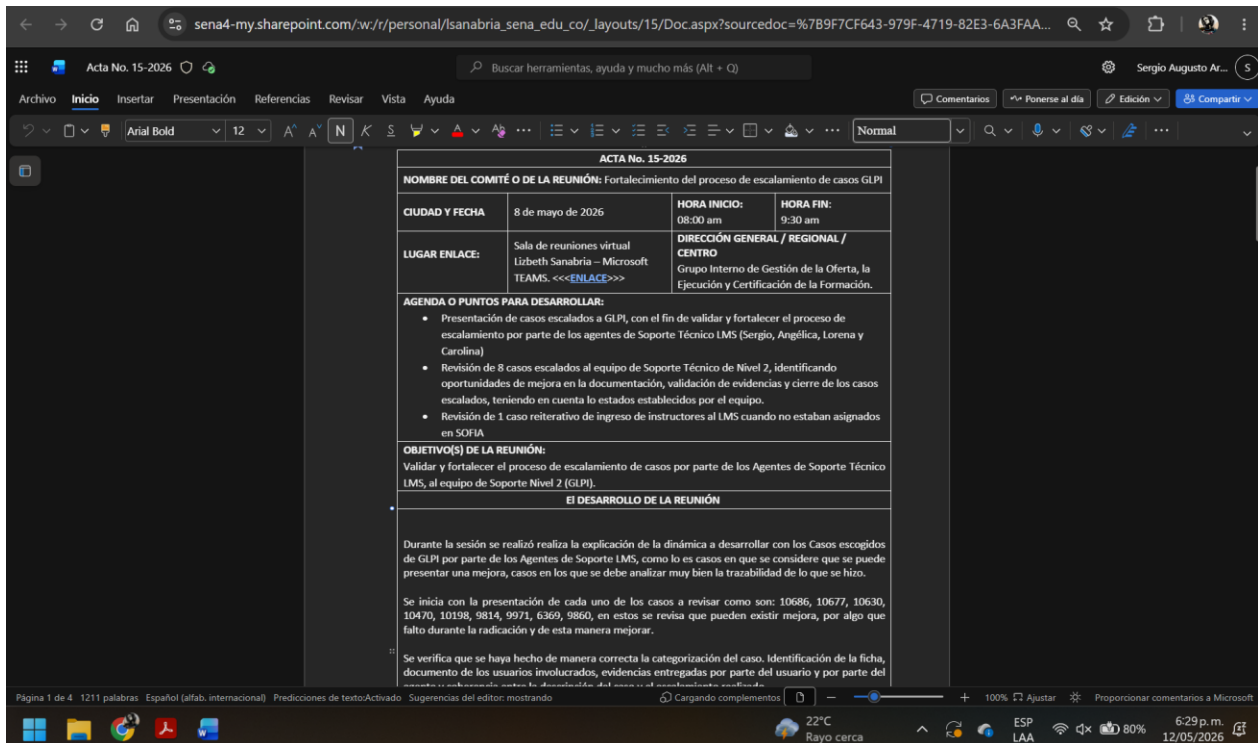 sena4-my.sharepoint.com/:w:/r/personal/lsanabria_sena_edu_co/_layouts/15/Doc.aspx?sourcedoc=%7B9F7CF643-979F-4719-82E3-6A3FAA...
Acta No. 15-2026
Buscar herramientas, ayuda y mucho más (Alt + Q)
Sergio Augusto Ar...
S
Archivo Inicio Insertar Presentación Referencias Revisar Vista Ayuda
Comentarios Ponerse al día Edición Compartir
Arial Bold 12 A A N K S A Normal
ACTA No. 15-2026
NOMBRE DEL COMITÉ O DE LA REUNIÓN: Fortalecimiento del proceso de escalamiento de casos GLPI
CIUDAD Y FECHA
8 de mayo de 2026
HORA INICIO:
08:00 am
HORA FIN:
9:30 am
LUGAR ENLACE:
Sala de reuniones virtual
Lizbeth Sanabria – Microsoft
TEAMS. <<<ENLACE>>>
DIRECCIÓN GENERAL / REGIONAL /
CENTRO
Grupo Interno de Gestión de la Oferta, la
Ejecución y Certificación de la Formación.
AGENDA O PUNTOS PARA DESARROLLAR:
• Presentación de casos escalados a GLPI, con el fin de validar y fortalecer el proceso de
escalamiento por parte de los agentes de Soporte Técnico LMS (Sergio, Angélica, Lorena y
Carolina)
• Revisión de 8 casos escalados al equipo de Soporte Técnico de Nivel 2, identificando
oportunidades de mejora en la documentación, validación de evidencias y cierre de los casos
escalados, teniendo en cuenta lo estados establecidos por el equipo.
• Revisión de 1 caso reiterativo de ingreso de instructores al LMS cuando no estaban asignados
en SOFIA
OBJETIVO(S) DE LA REUNIÓN:
Validar y fortalecer el proceso de escalamiento de casos por parte de los Agentes de Soporte Técnico
LMS, al equipo de Soporte Nivel 2 (GLPI).
El DESARROLLO DE LA REUNIÓN
Durante la sesión se realizó realiza la explicación de la dinámica a desarrollar con los Casos escogidos
de GLPI por parte de los Agentes de Soporte LMS, como lo es casos en que se considere que se puede
presentar una mejora, casos en los que se debe analizar muy bien la trazabilidad de lo que se hizo.
Se inicia con la presentación de cada uno de los casos a revisar como son: 10686, 10677, 10630,
10470, 10198, 9814, 9971, 6369, 9860, en estos se revisa que pueden existir mejora, por algo que
falto durante la radicación y de esta manera mejorar.
Se verifica que se haya hecho de manera correcta la categorización del caso. Identificación de la ficha,
documento de los usuarios involucrados, evidencias entregadas por parte del usuario y por parte del
Página 1 de 4 1211 palabras Español (alfab. internacional) Predicciones de texto:Activado Sugerencias del editor: mostrando
Cargando complementos
100% Ajustar Proporcionar comentarios a Microsoft
22°C
Rayo cerca
ESP
LAA
80%
6:29 p. m.
12/05/2026